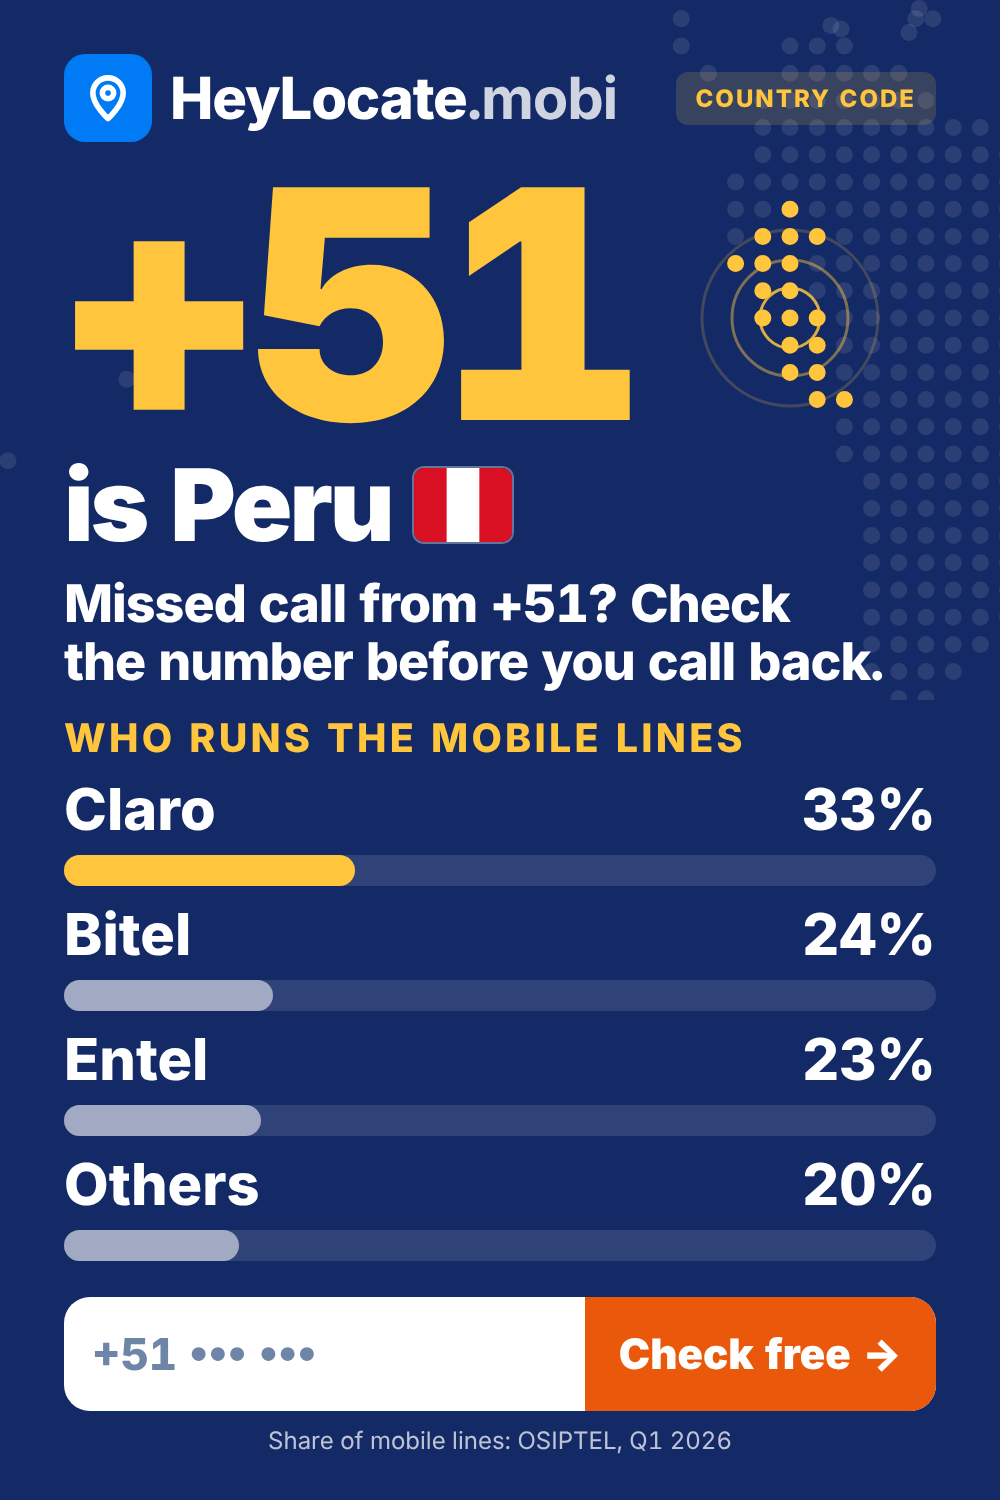 HeyLocate.mobi
COUNTRY CODE
+51
is Peru
Missed call from +51? Check
the number before you call back.
WHO RUNS THE MOBILE LINES
Claro 33%
Bitel 24%
Entel 23%
Others 20%
+51 ••• •••
Check free →
Share of mobile lines: OSIPTEL, Q1 2026